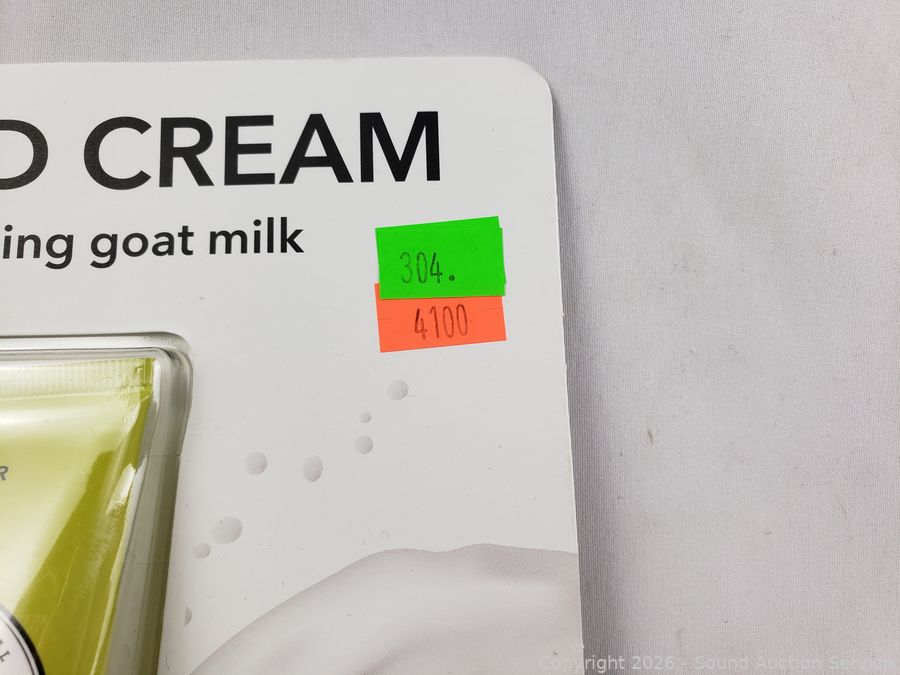 D CREAM
ing goat milk
304.
4100
R
Copyright 2026 - Sound Auction Service